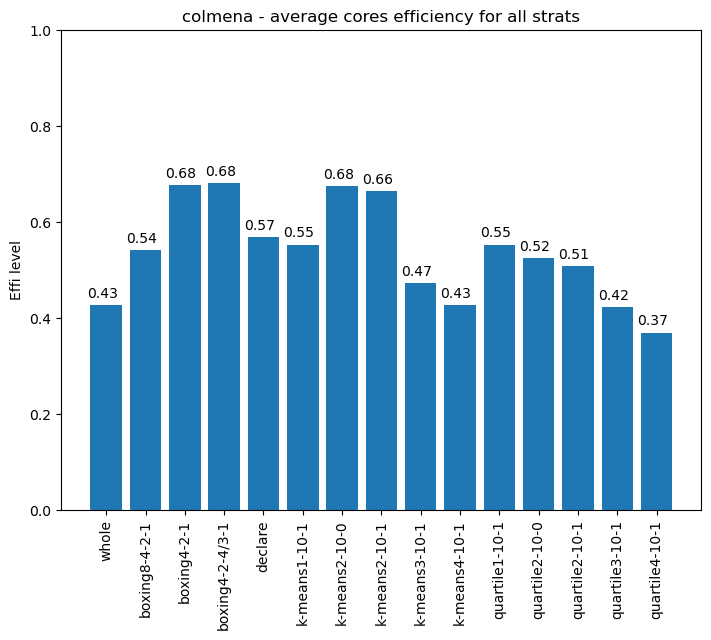 colmena - average cores efficiency for all strats
Effi level
1.0
0.8
0.6
0.4
0.2
0.0
0.43
0.54
0.68
0.68
0.57
0.55
0.68
0.66
0.47
0.43
0.55
0.52
0.51
0.42
0.37
whole
boxing8-4-2-1
boxing4-2-1
boxing4-2-4/3-1
declare
k-means1-10-1
k-means2-10-0
k-means2-10-1
k-means3-10-1
k-means4-10-1
quartile1-10-1
quartile2-10-0
quartile2-10-1
quartile3-10-1
quartile4-10-1